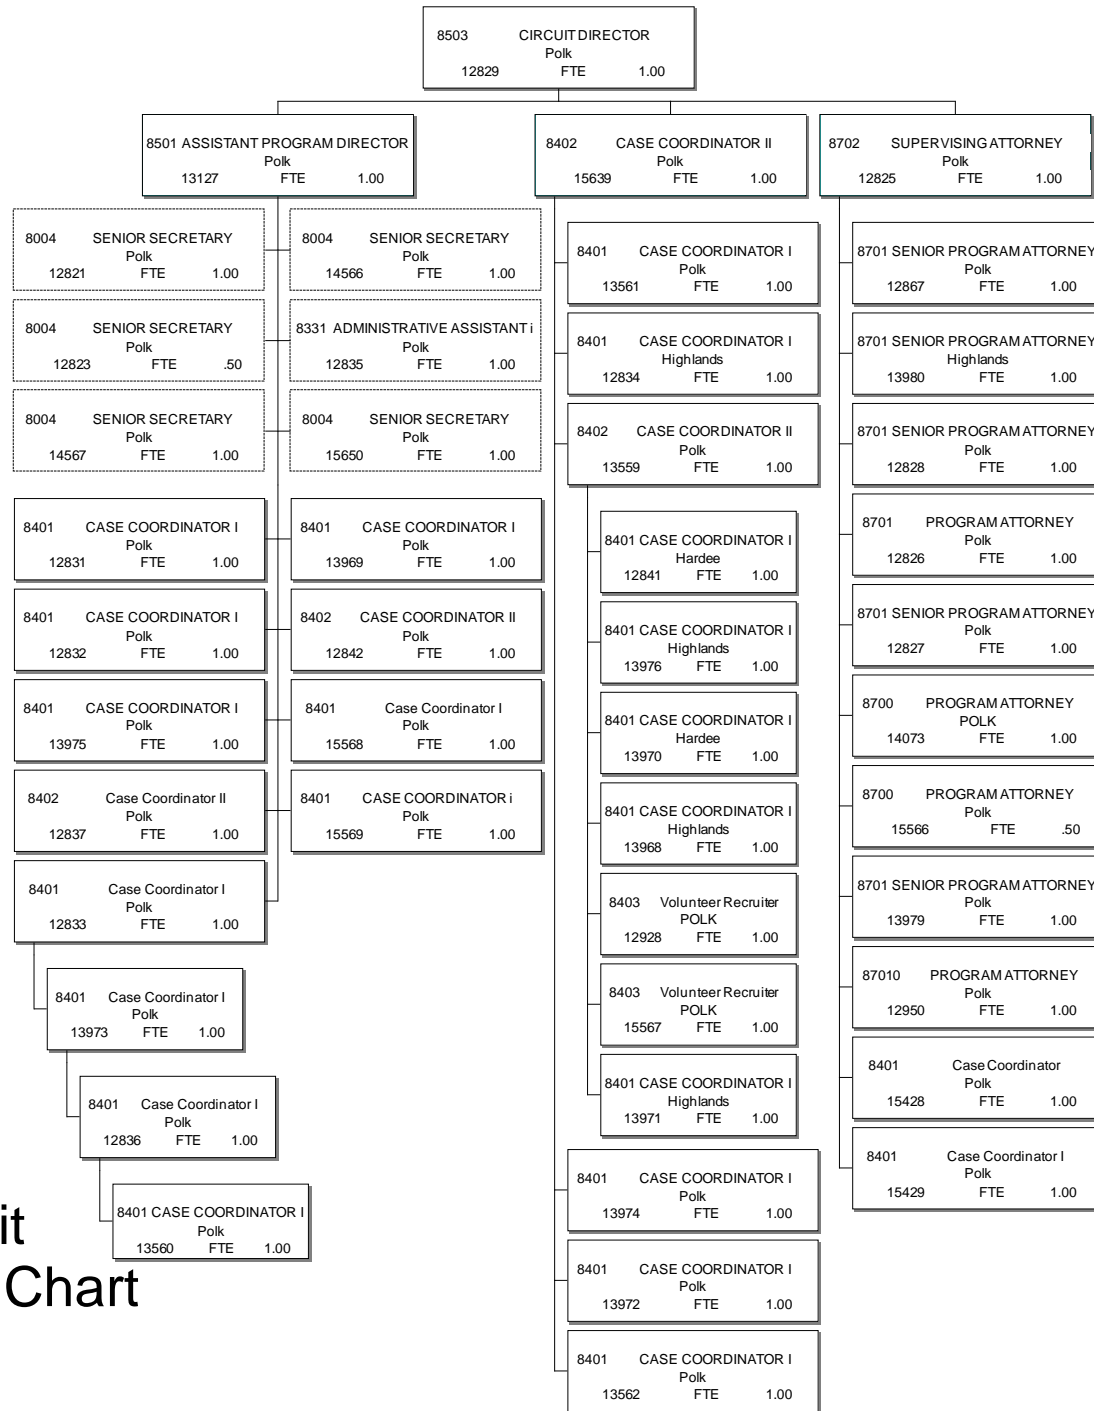 8503 CIRCUIT DIRECTOR
Polk
12829 FTE 1.00
8501 ASSISTANT PROGRAM DIRECTOR
Polk
13127 FTE 1.00
8004 SENIOR SECRETARY
Polk
12821 FTE 1.00
8004 SENIOR SECRETARY
Polk
14566 FTE 1.00
8004 SENIOR SECRETARY
Polk
12823 FTE .50
8331 ADMINISTRATIVE ASSISTANT i
Polk
12835 FTE 1.00
8004 SENIOR SECRETARY
Polk
14567 FTE 1.00
8004 SENIOR SECRETARY
Polk
15650 FTE 1.00
8401 CASE COORDINATOR I
Polk
12831 FTE 1.00
8401 CASE COORDINATOR I
Polk
13969 FTE 1.00
8401 CASE COORDINATOR I
Polk
12832 FTE 1.00
8402 CASE COORDINATOR II
Polk
12842 FTE 1.00
8401 CASE COORDINATOR I
Polk
13975 FTE 1.00
8401 Case Coordinator I
Polk
15568 FTE 1.00
8402 Case Coordinator II
Polk
12837 FTE 1.00
8401 CASE COORDINATOR i
Polk
15569 FTE 1.00
8401 Case Coordinator I
Polk
12833 FTE 1.00
8401 Case Coordinator I
Polk
13973 FTE 1.00
8401 Case Coordinator I
Polk
12836 FTE 1.00
8401 CASE COORDINATOR I
Polk
13560 FTE 1.00
8402 CASE COORDINATOR II
Polk
15639 FTE 1.00
8401 CASE COORDINATOR I
Polk
13561 FTE 1.00
8401 CASE COORDINATOR I
Highlands
12834 FTE 1.00
8402 CASE COORDINATOR II
Polk
13559 FTE 1.00
8401 CASE COORDINATOR I
Hardee
12841 FTE 1.00
8401 CASE COORDINATOR I
Highlands
13976 FTE 1.00
8401 CASE COORDINATOR I
Hardee
13970 FTE 1.00
8401 CASE COORDINATOR I
Highlands
13968 FTE 1.00
8403 Volunteer Recruiter
POLK
12928 FTE 1.00
8403 Volunteer Recruiter
POLK
15567 FTE 1.00
8401 CASE COORDINATOR I
Highlands
13971 FTE 1.00
8401 CASE COORDINATOR I
Polk
13974 FTE 1.00
8401 CASE COORDINATOR I
Polk
13972 FTE 1.00
8401 CASE COORDINATOR I
Polk
13562 FTE 1.00
8702 SUPERVISING ATTORNEY
Polk
12825 FTE 1.00
8701 SENIOR PROGRAM ATTORNEY
Polk
12867 FTE 1.00
8701 SENIOR PROGRAM ATTORNEY
Highlands
13980 FTE 1.00
8701 SENIOR PROGRAM ATTORNEY
Polk
12828 FTE 1.00
8701 PROGRAM ATTORNEY
Polk
12826 FTE 1.00
8701 SENIOR PROGRAM ATTORNEY
Polk
12827 FTE 1.00
8700 PROGRAM ATTORNEY
POLK
14073 FTE 1.00
8700 PROGRAM ATTORNEY
Polk
15566 FTE .50
8701 SENIOR PROGRAM ATTORNEY
Polk
13979 FTE 1.00
87010 PROGRAM ATTORNEY
Polk
12950 FTE 1.00
8401 Case Coordinator
Polk
15428 FTE 1.00
8401 Case Coordinator I
Polk
15429 FTE 1.00
it
Chart